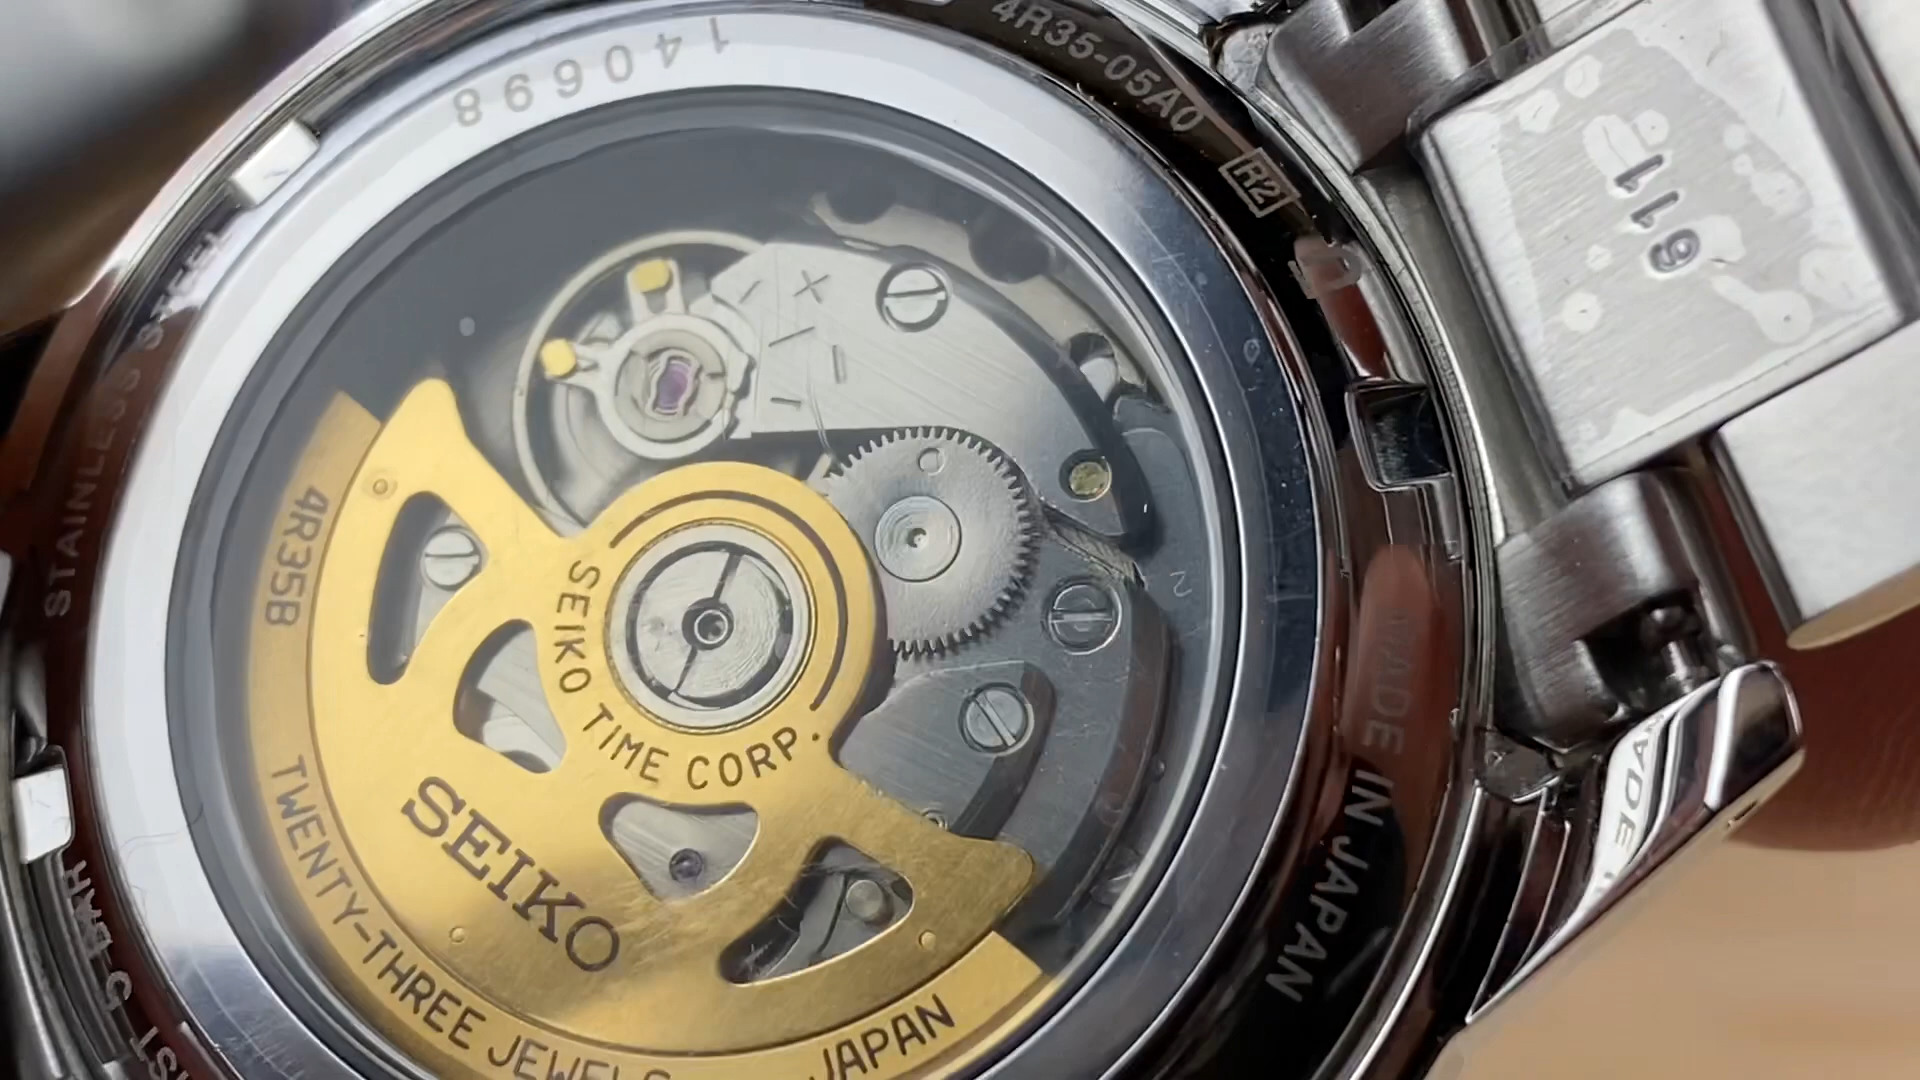 140698
4R35-05A0
R2
STAINLESS STEEL
MADE IN JAPAN
5 BAR
4R35B
SEIKO TIME CORP.
SEIKO
TWENTY-THREE JEWELS
JAPAN